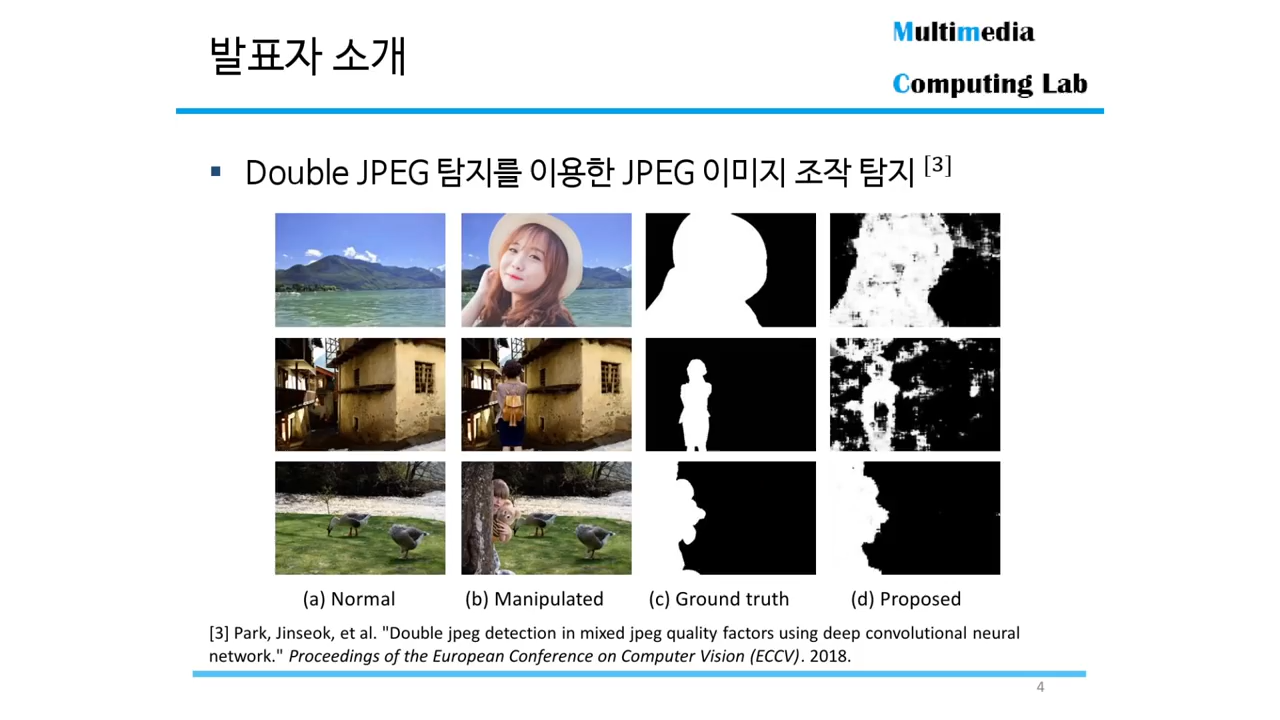 발표자 소개
Multimedia
Computing Lab
▪ Double JPEG 탐지를 이용한 JPEG 이미지 조작 탐지 [3]
(a) Normal
(b) Manipulated
(c) Ground truth
(d) Proposed
[3] Park, Jinseok, et al. "Double jpeg detection in mixed jpeg quality factors using deep convolutional neural
network." Proceedings of the European Conference on Computer Vision (ECCV). 2018.
4